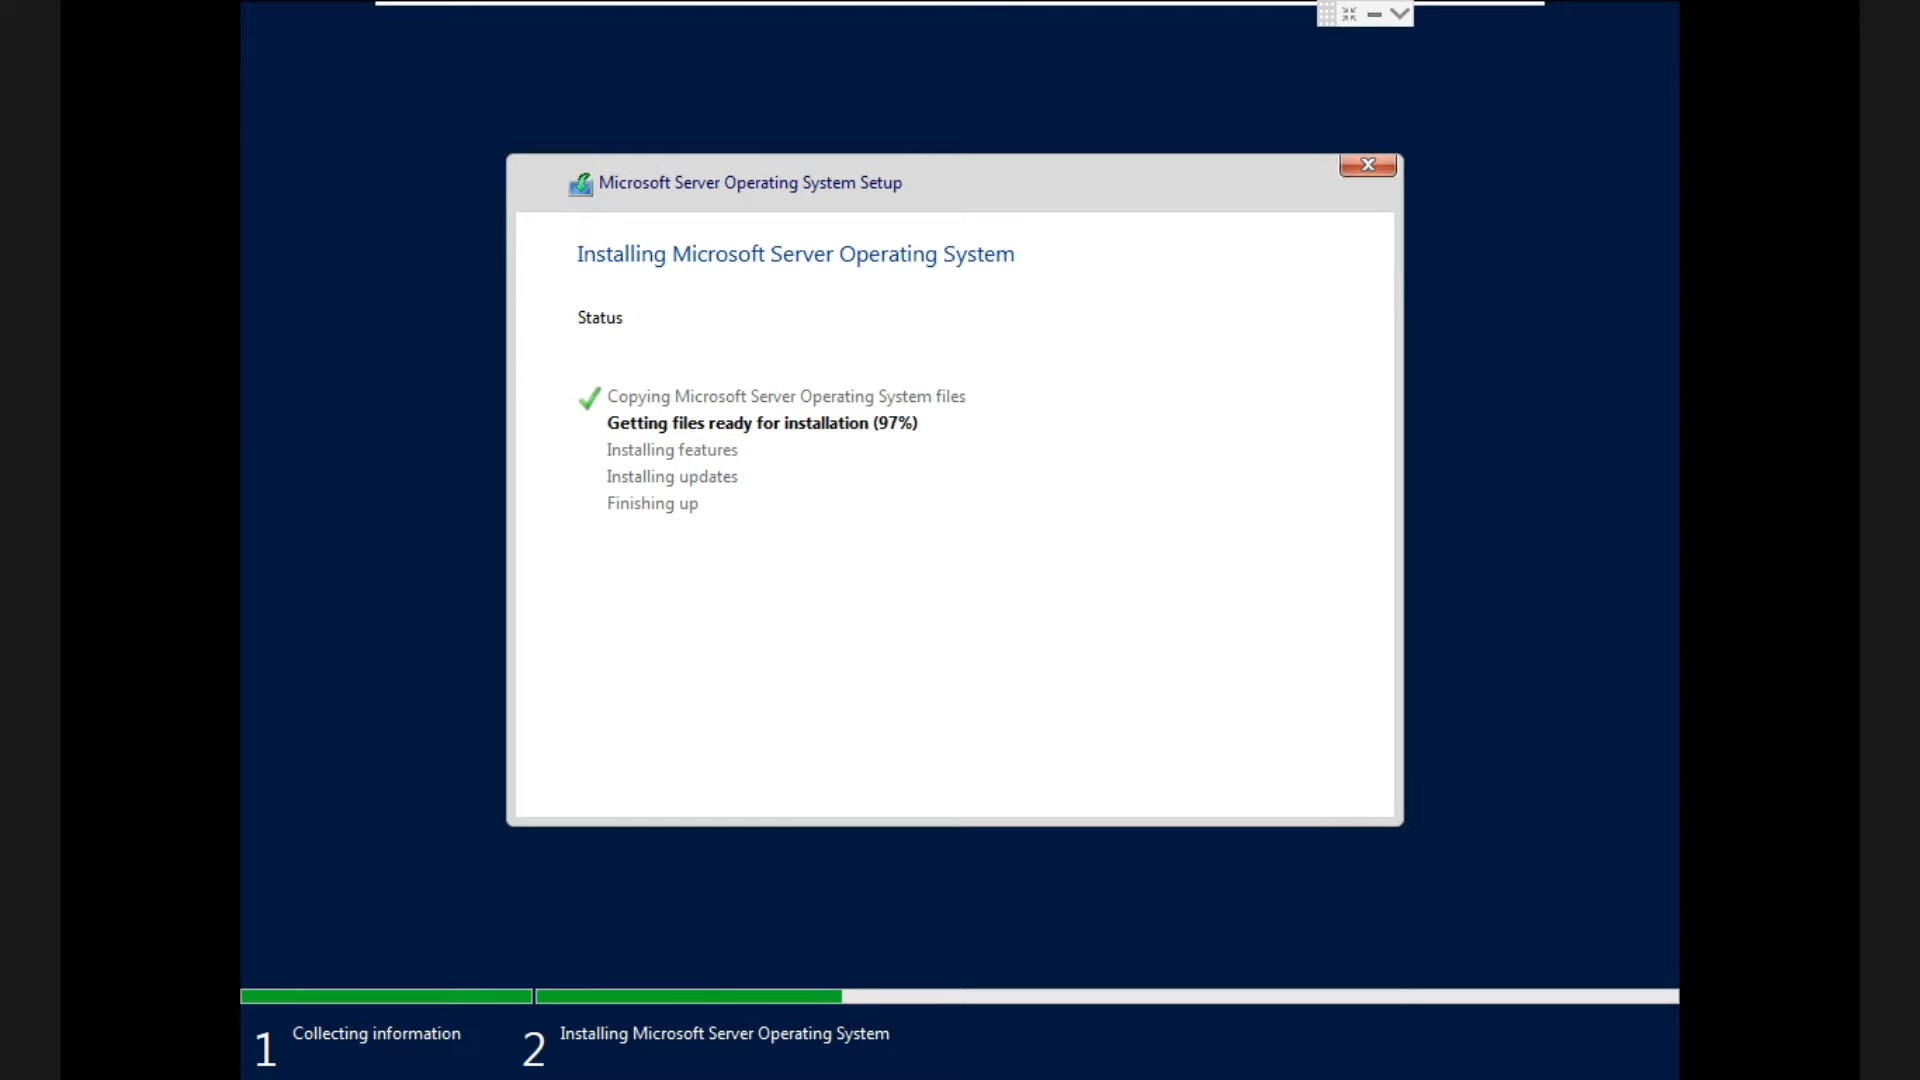 Microsoft Server Operating System Setup
Installing Microsoft Server Operating System
Status
Copying Microsoft Server Operating System files
Getting files ready for installation (97%)
Installing features
Installing updates
Finishing up
1 Collecting information
2 Installing Microsoft Server Operating System